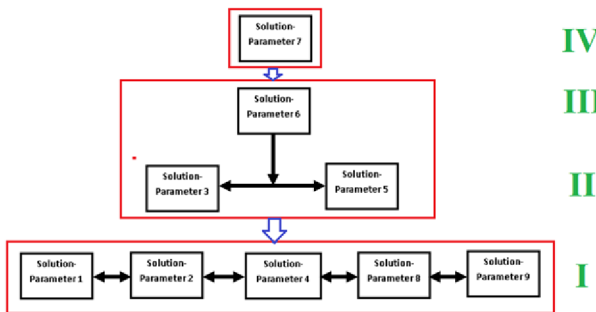 Solution-
Parameter 7
IV
Solution-
Parameter 6
III
Solution-
Parameter 3
Solution-
Parameter 5
II
Solution-
Parameter 1
Solution-
Parameter 2
Solution-
Parameter 4
Solution-
Parameter 8
Solution-
Parameter 9
I